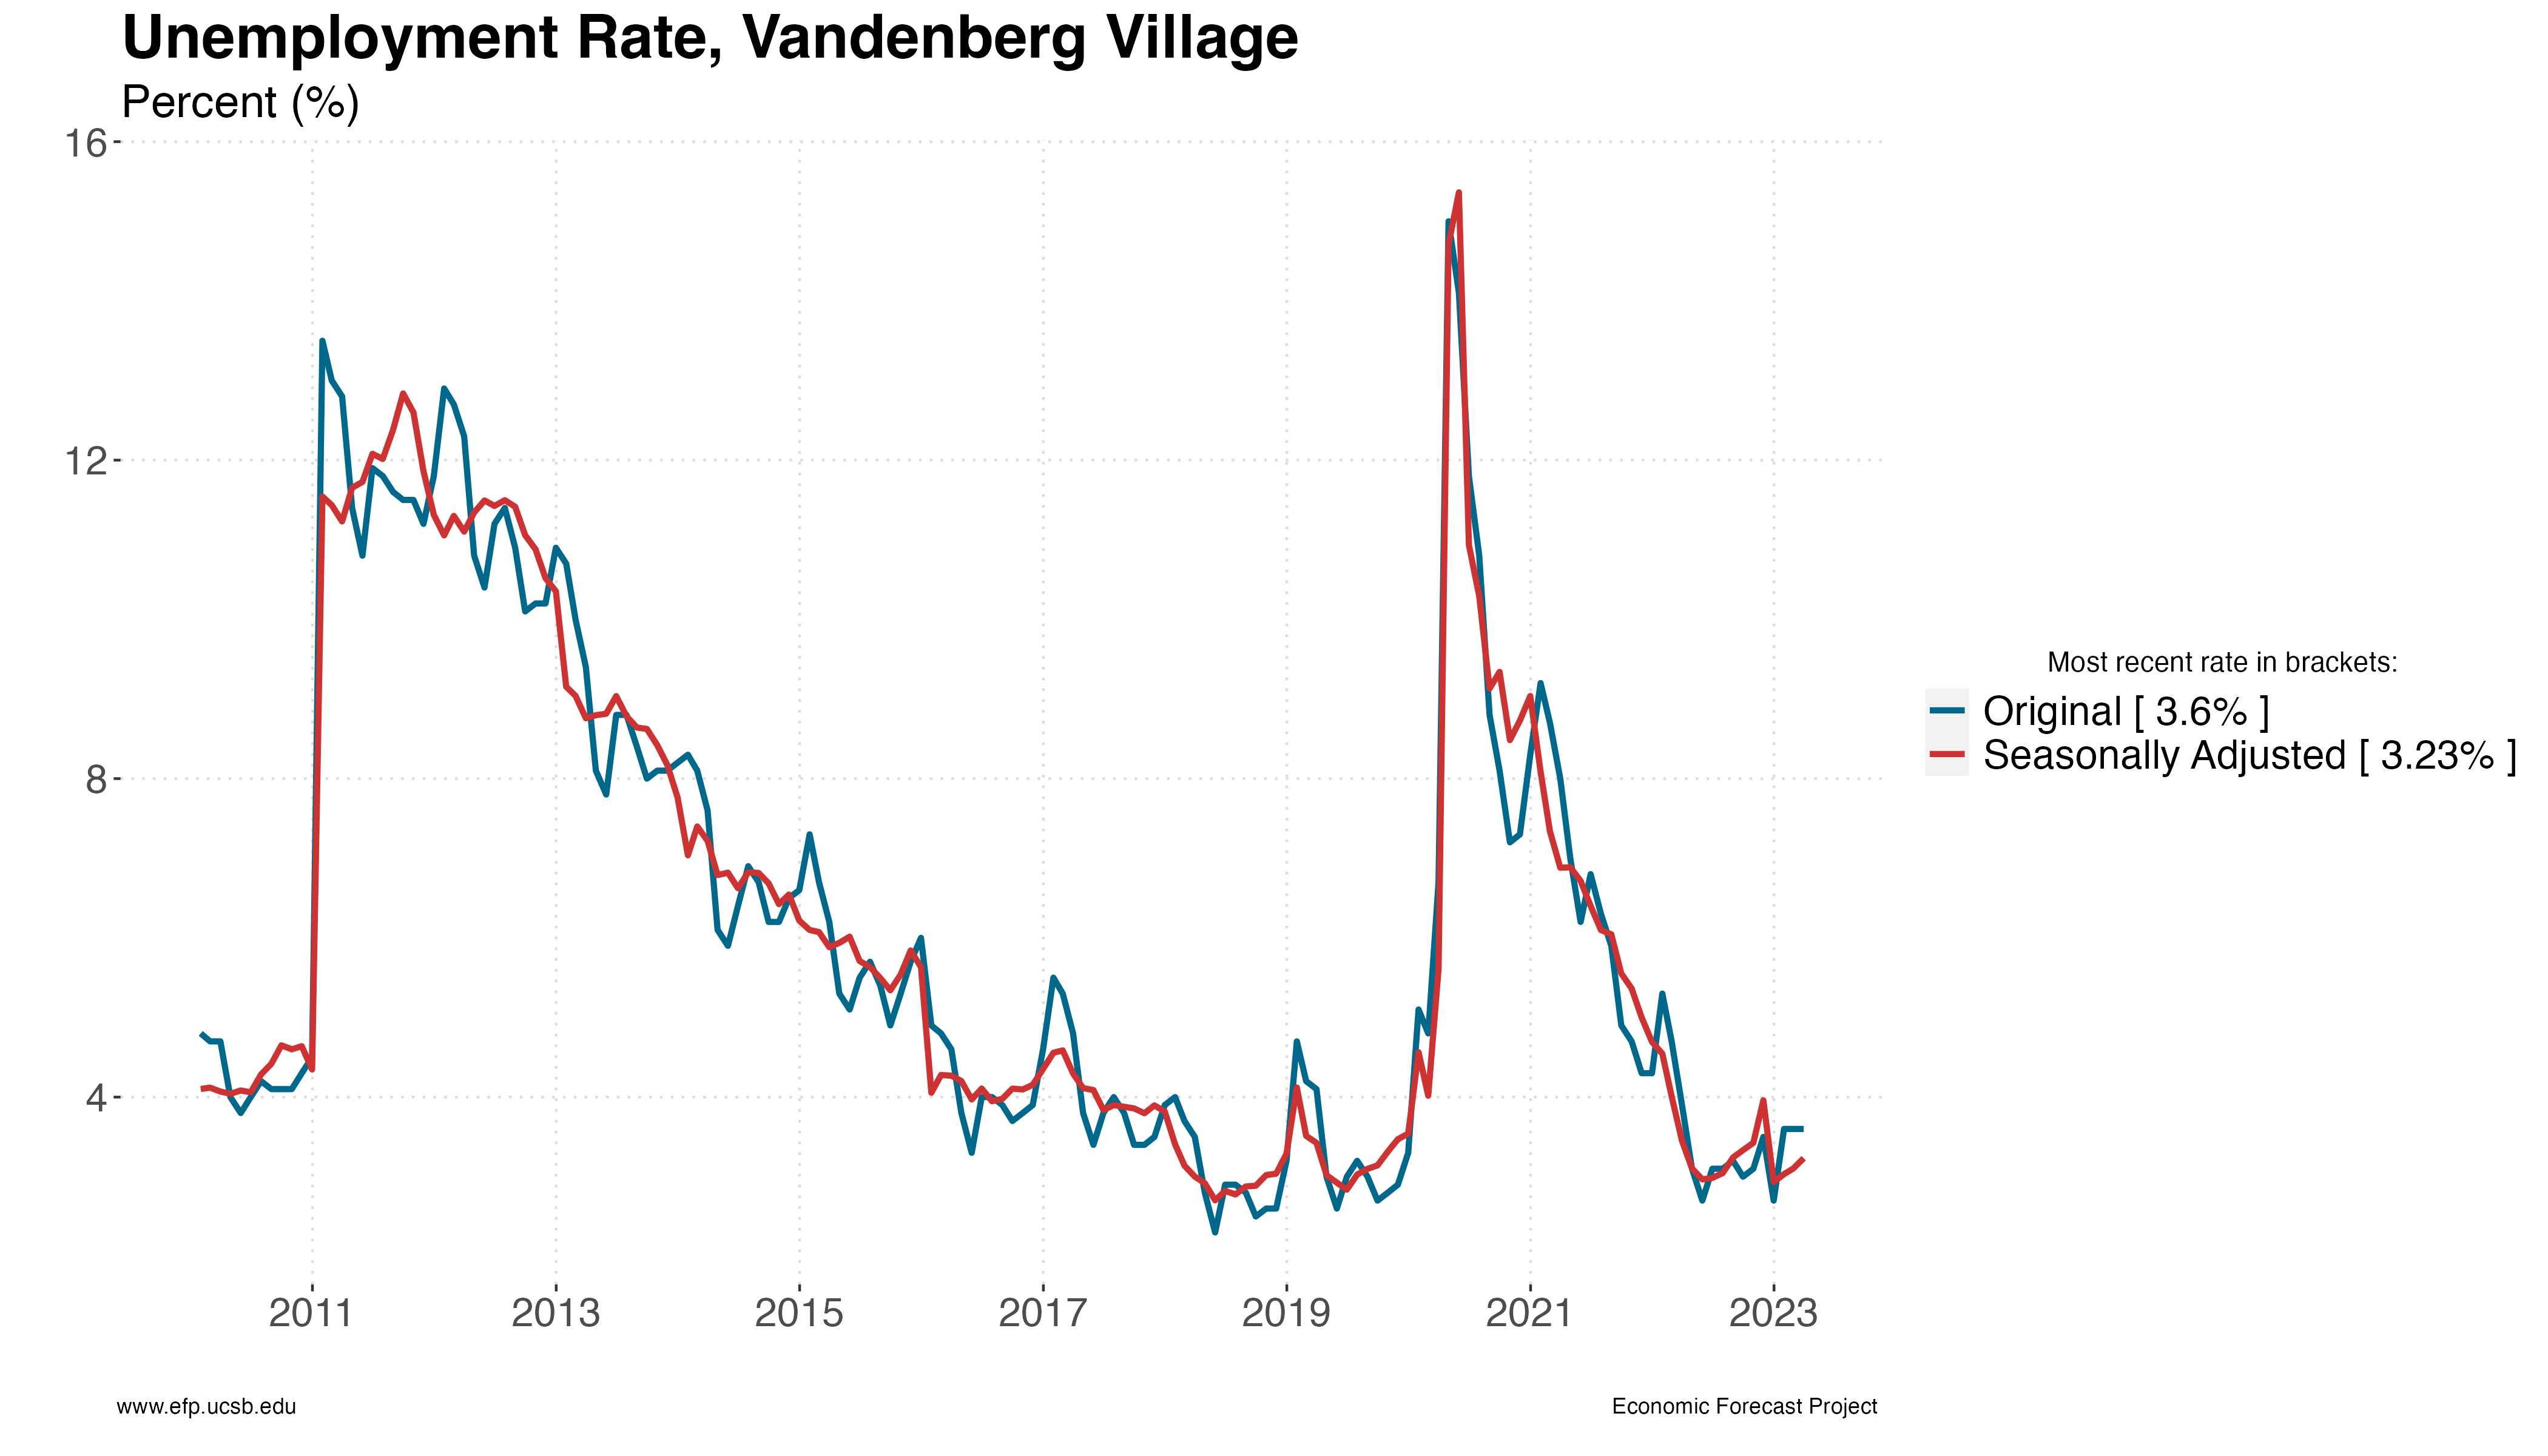 Unemployment Rate, Vandenberg Village
Percent (%)
16
12
8
4
2011 2013 2015 2017 2019 2021 2023
Most recent rate in brackets:
Original [ 3.6% ]
Seasonally Adjusted [ 3.23% ]
www.efp.ucsb.edu
Economic Forecast Project